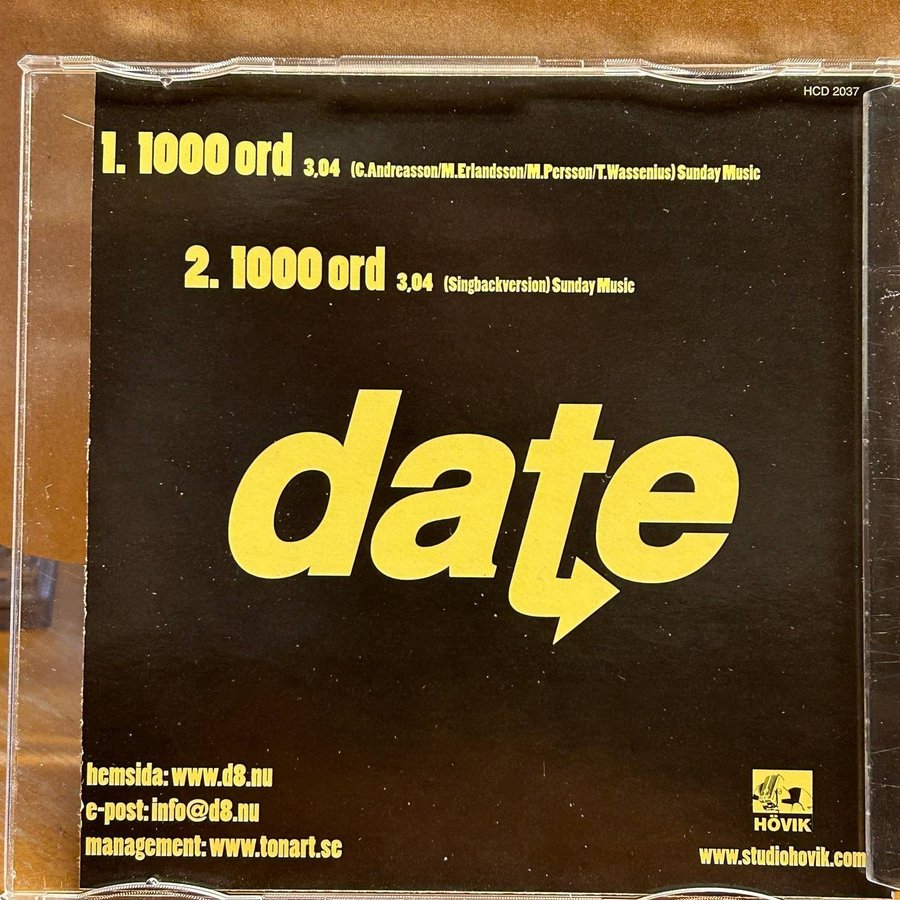 HCD 2037
1. 1000 ord 3,04 (C.Andreasson/M.Erlandsson/M.Persson/T.Wassenius) Sunday Music
2. 1000 ord 3,04 (Singbackversion) Sunday Music
date
hemsida: www.d8.nu
e-post: info@d8.nu
management: www.tonart.se
HÖVIK
www.studiohovik.com